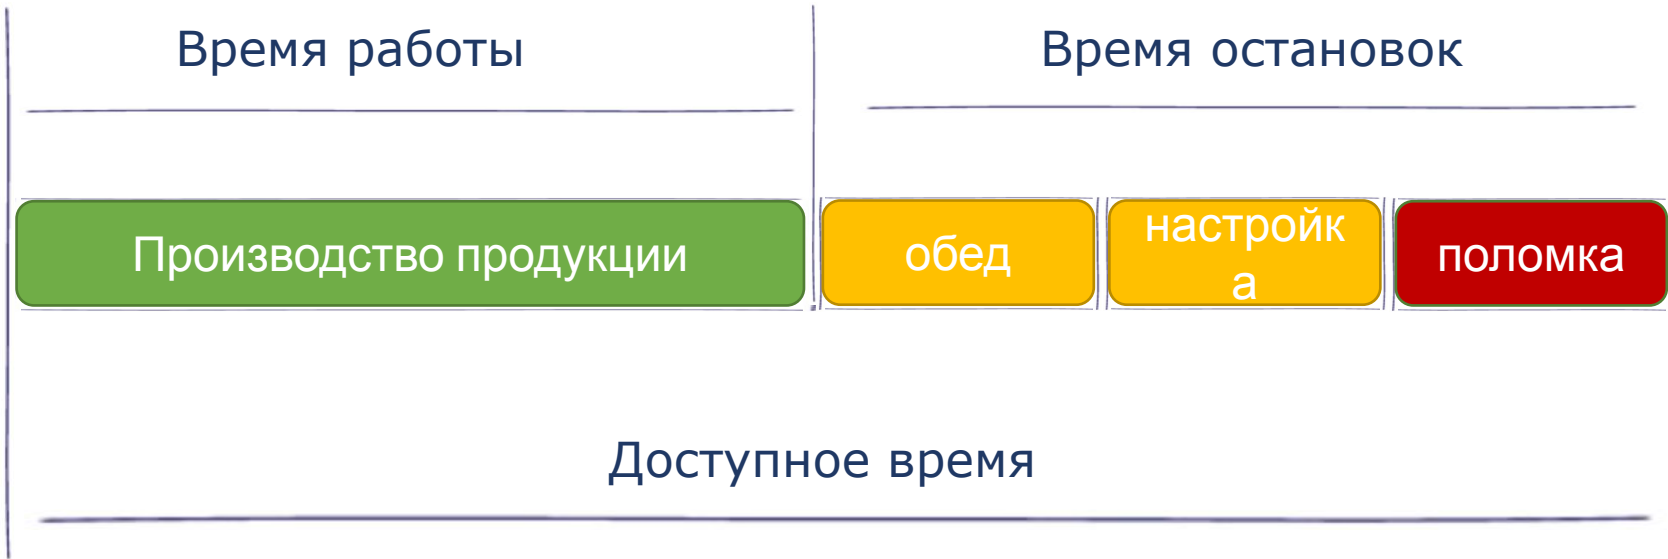 Время работы
Время остановок
Производство продукции
обед
настройк
а
поломка
Доступное время